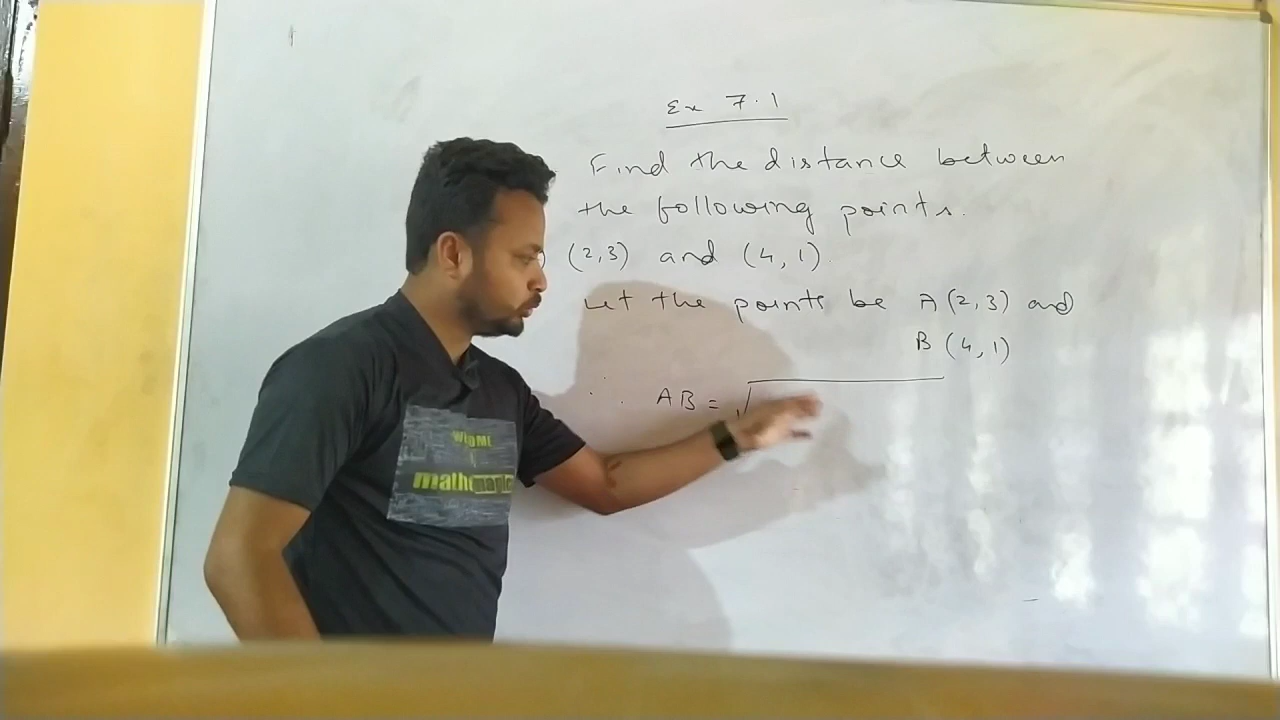 Ex 7.1
Find the distance between
the following points.
) (2,3) and (4,1).
Let the points be A(2,3) and
B (4,1)
∴ AB = √
math